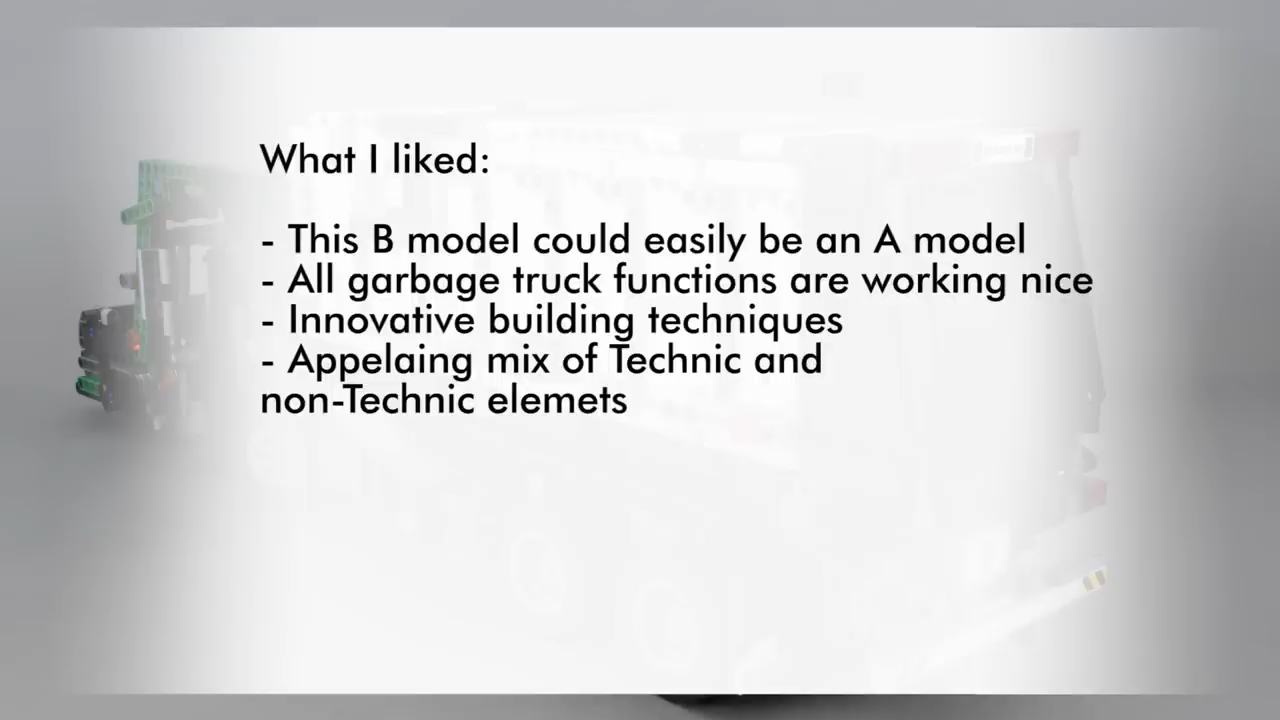 What I liked:
- This B model could easily be an A model
- All garbage truck functions are working nice
- Innovative building techniques
- Appelaing mix of Technic and
non-Technic elemets